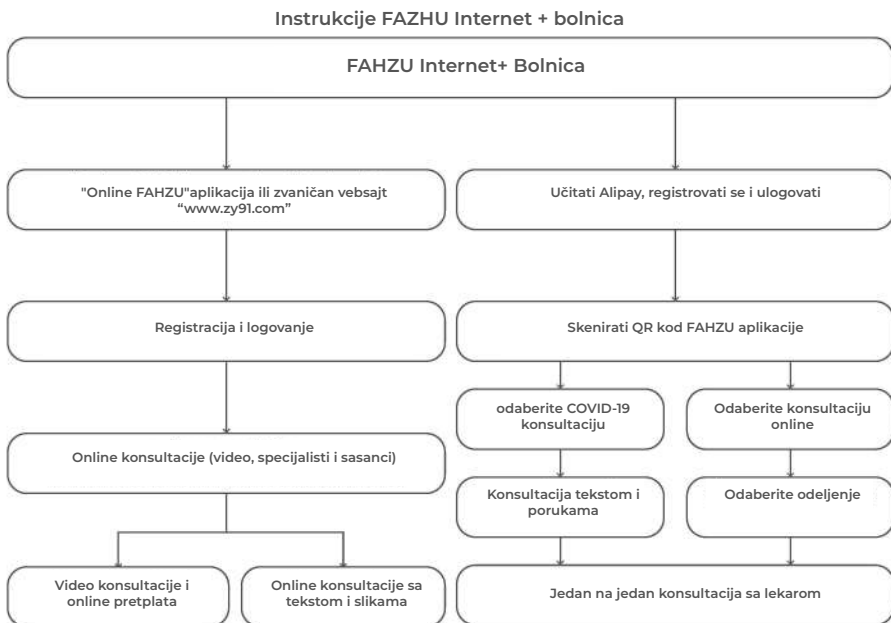 Instrukcije FAZHU Internet + bolnica
FAHZU Internet+ Bolnica
"Online FAHZU"aplikacija ili zvaničan vebsajt
“www.zy91.com”
Učitati Alipay, registrovati se i ulogovati
Registracija i logovanje
Skenirati QR kod FAHZU aplikacije
odaberite COVID-19
konsultaciju
Odaberite konsultaciju
online
Online konsultacije (video, specijalisti i sasanci)
Konsultacija tekstom i
porukama
Odaberite odeljenje
Video konsultacije i
online pretplata
Online konsultacije sa
tekstom i slikama
Jedan na jedan konsultacija sa lekarom